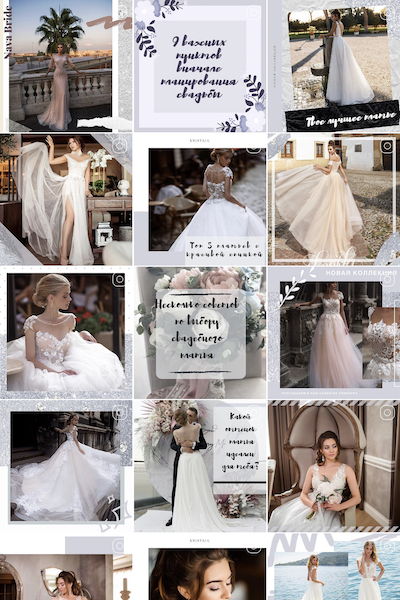 Nava Bride
9 важных
пунктов
вначале
планирования
свадьбы
Твое лучшее платье
Топ 5 платьев с
красивой спинкой
НОВАЯ КОЛЛЕКЦИЯ
Несколько советов
по выбору
свадебного
платья
Какой
оттенок
платья
идеален
для тебя?